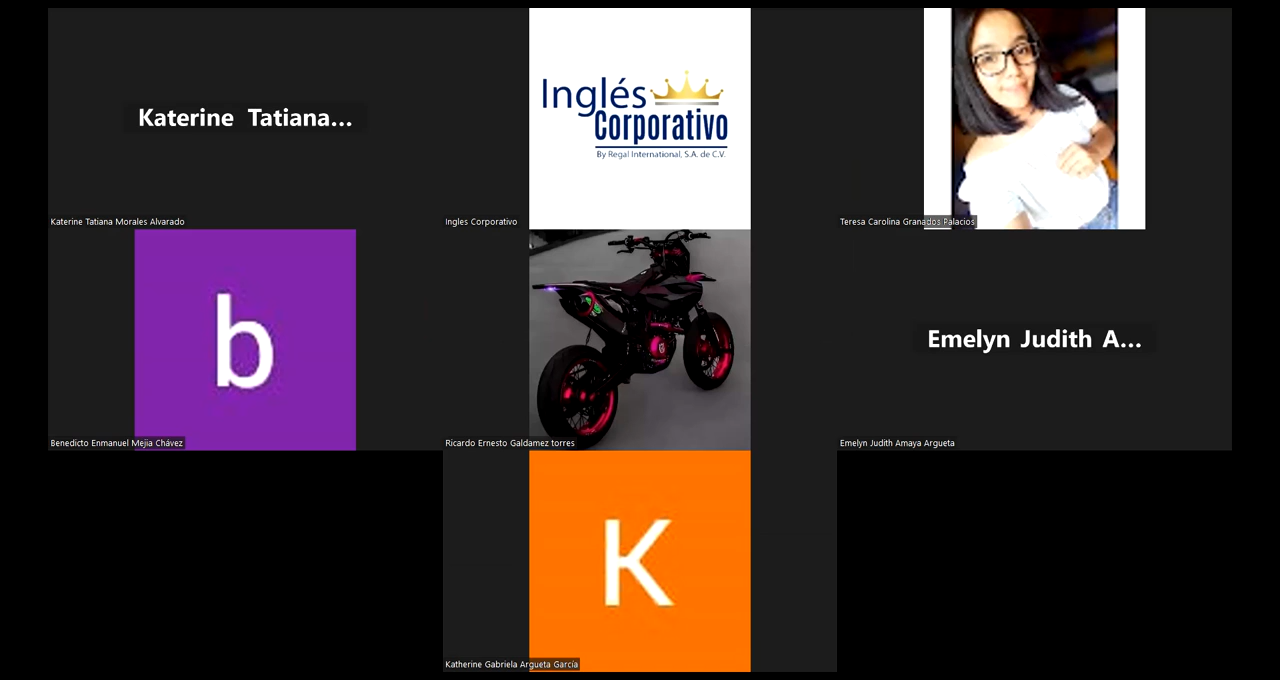 Katerine Tatiana...
Katerine Tatiana Morales Alvarado
Inglés
Corporativo
By Regal International, S.A. de C.V.
Ingles Corporativo
Teresa Carolina Granados Palacios
b
Benedicto Enmanuel Mejia Chávez
Ricardo Ernesto Galdamez torres
Emelyn Judith A...
Emelyn Judith Amaya Argueta
K
Katherine Gabriela Argueta García